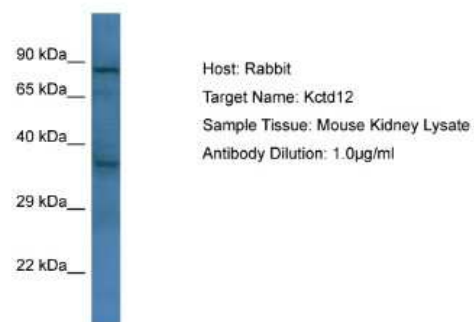 90 kDa
65 kDa
40 kDa
29 kDa
22 kDa
Host: Rabbit
Target Name: Kctd12
Sample Tissue: Mouse Kidney Lysate
Antibody Dilution: 1.0µg/ml